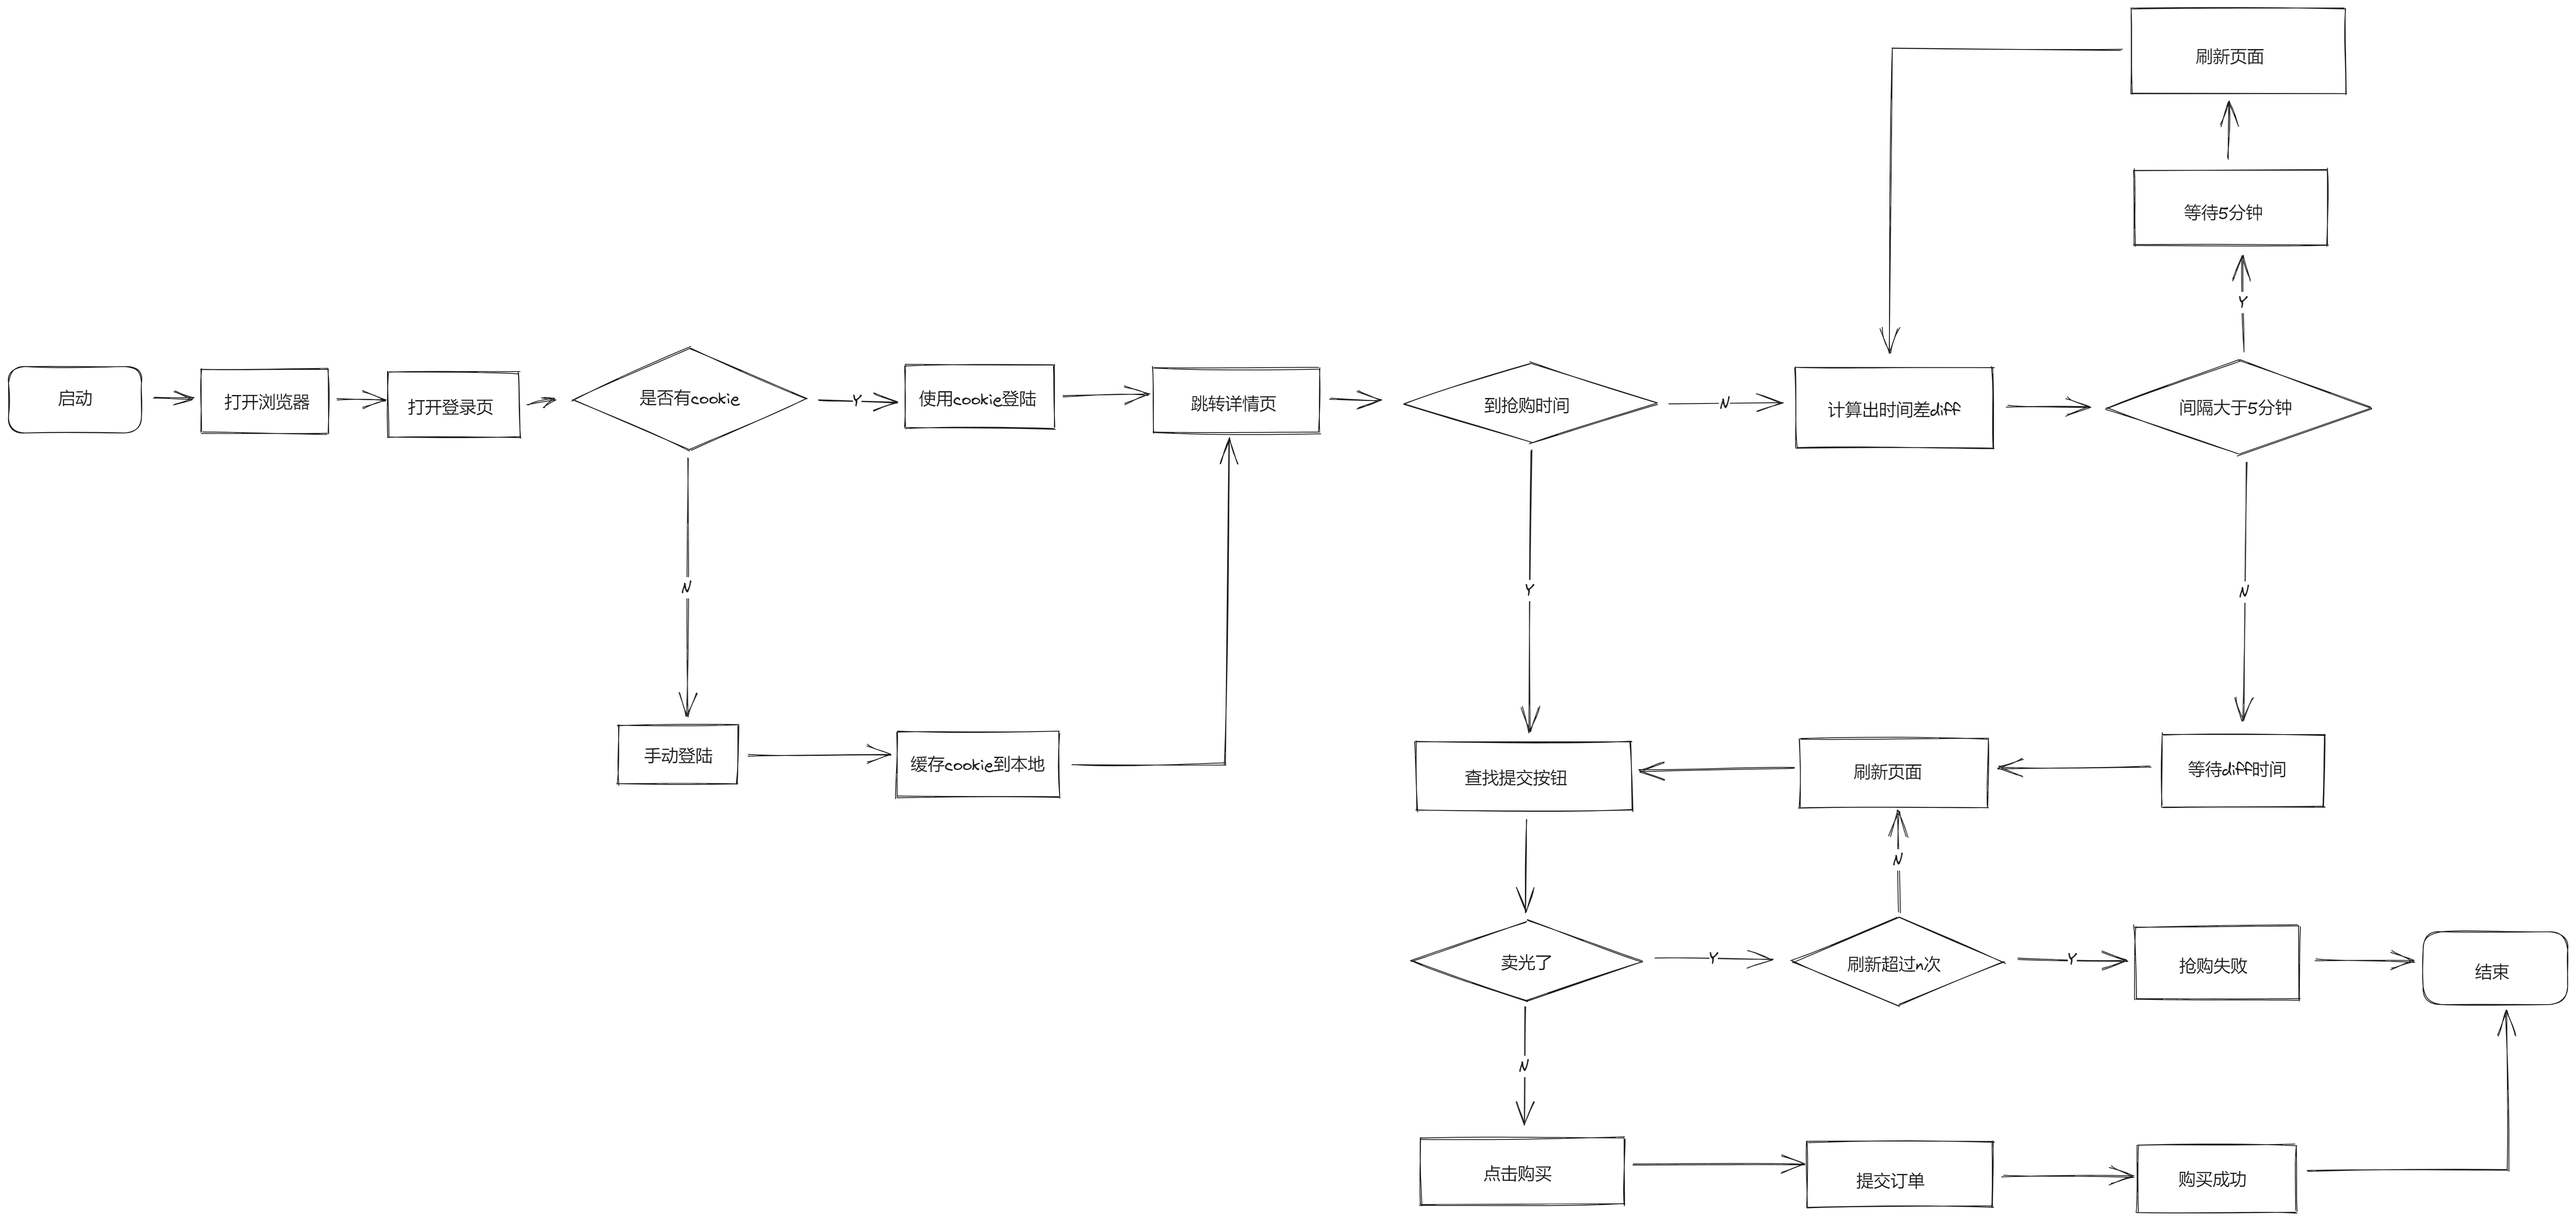 刷新页面
等待5分钟
Y
启动
打开浏览器
打开登录页
是否有cookie
Y
使用cookie登陆
跳转详情页
到抢购时间
N
计算出时间差diff
间隔大于5分钟
N
Y
N
手动登陆
缓存cookie到本地
查找提交按钮
刷新页面
等待diff时间
N
卖光了
Y
刷新超过n次
Y
抢购失败
结束
N
点击购买
提交订单
购买成功